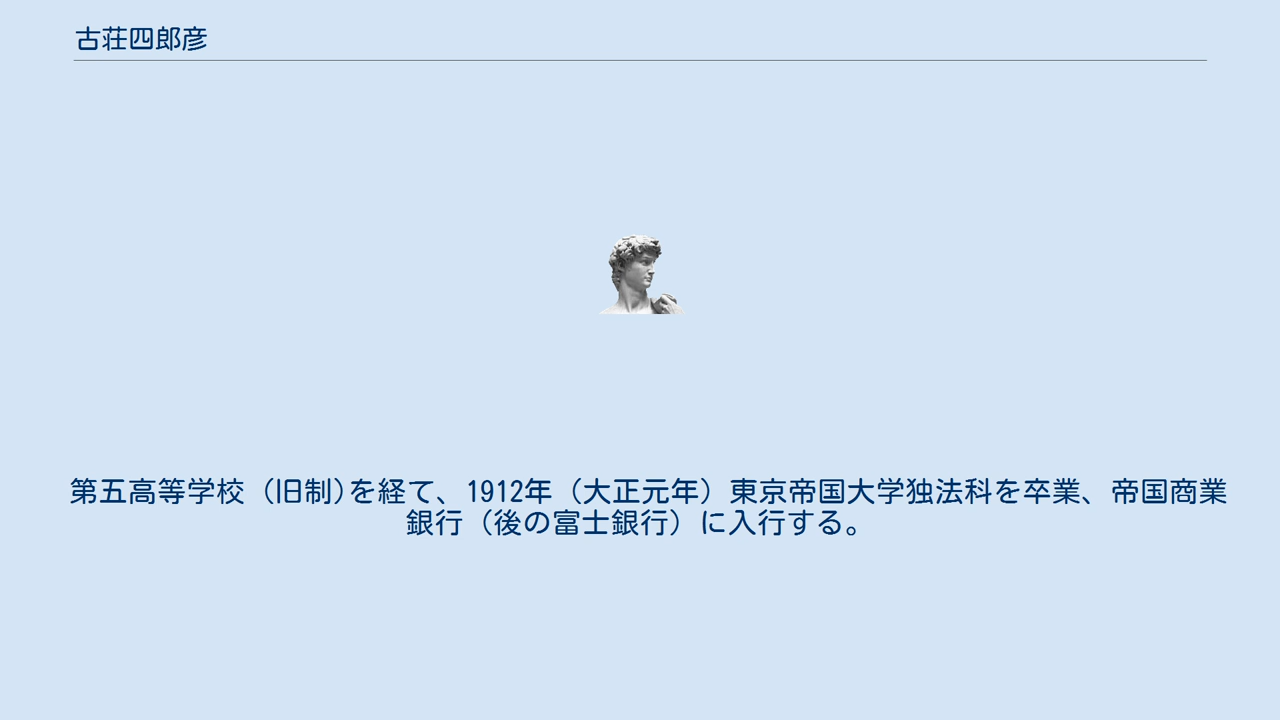 古荘四郎彦
第五高等学校（旧制)を経て、1912年（大正元年）東京帝国大学独法科を卒業、帝国商業
銀行（後の富士銀行）に入行する。